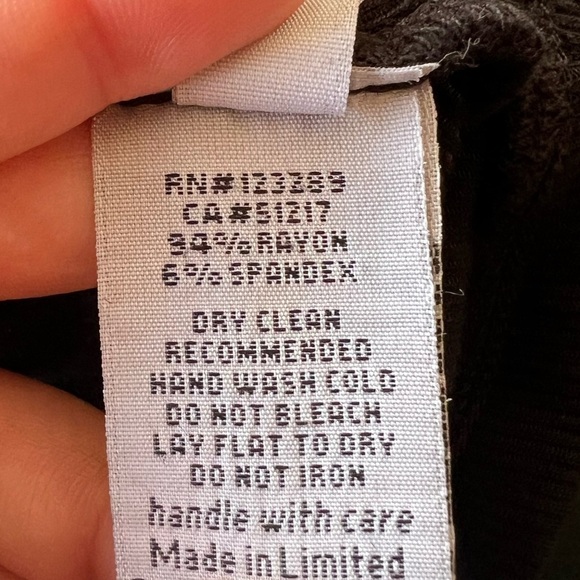 RN#123289
CA#51217
94%RAYON
6%SPANDEX
DRY CLEAN
RECOMMENDED
HAND WASH COLD
DO NOT BLEACH
LAY FLAT TO DRY
DO NOT IRON
handle with care
Made in Limited